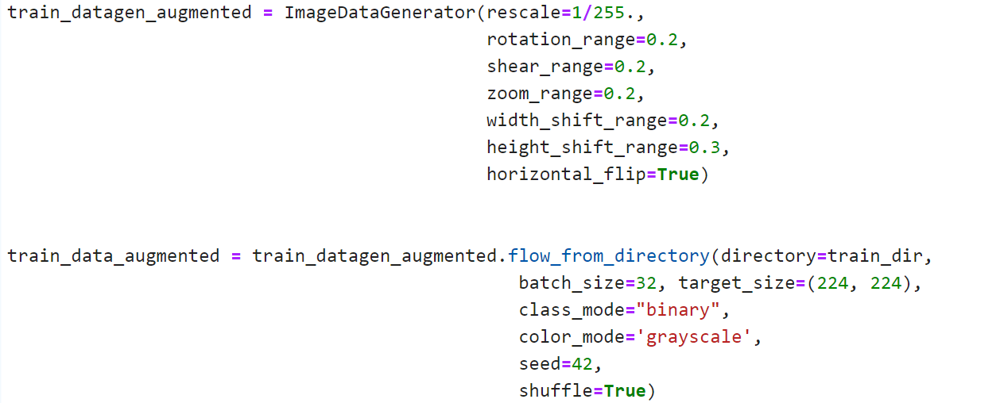 train_datagen_augmented = ImageDataGenerator(rescale=1/255.,
rotation_range=0.2,
shear_range=0.2,
zoom_range=0.2,
width_shift_range=0.2,
height_shift_range=0.3,
horizontal_flip=True)
train_data_augmented = train_datagen_augmented.flow_from_directory(directory=train_dir,
batch_size=32, target_size=(224, 224),
class_mode="binary",
color_mode='grayscale',
seed=42,
shuffle=True)